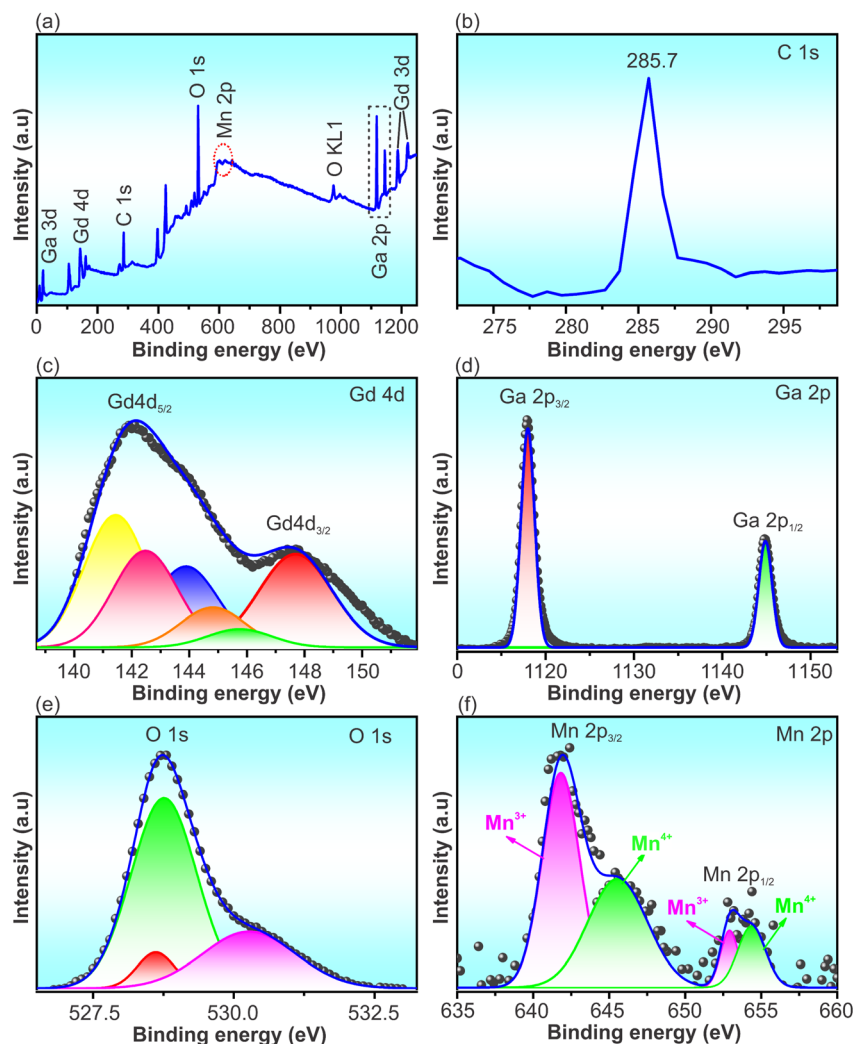 (a)
Intensity (a.u)
Ga 3d
Gd 4d
C 1s
O 1s
Mn 2p
O KL1
Ga 2p
Gd 3d
0 200 400 600 800 1000 1200
Binding energy (eV)
(b)
C 1s
285.7
Intensity (a.u)
275 280 285 290 295
Binding energy (eV)
(c)
Gd 4d
Gd4d5/2
Gd4d3/2
Intensity (a.u)
140 142 144 146 148 150
Binding energy (eV)
(d)
Ga 2p3/2
Ga 2p
Ga 2p1/2
Intensity (a.u)
0 1120 1130 1140 1150
Binding energy (eV)
(e)
O 1s
O 1s
Intensity (a.u)
527.5 530.0 532.5
Binding energy (eV)
(f)
Mn 2p3/2
Mn 2p
Mn3+
Mn4+
Mn 2p1/2
Mn3+
Mn4+
Intensity (a.u)
635 640 645 650 655 660
Binding energy (eV)